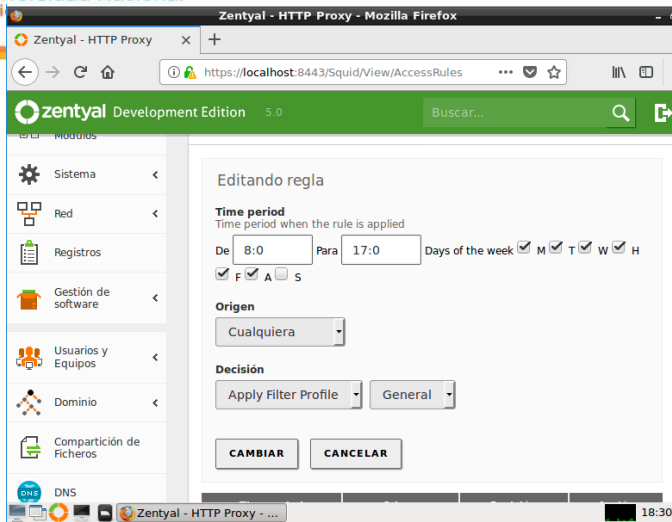 Zentyal - HTTP Proxy - Mozilla Firefox
Zentyal - HTTP Proxy × +
https://localhost:8443/Squid/View/AccessRules
zentyal Development Edition 5.0 Buscar...
Módulos
Sistema
Red
Registros
Gestión de
software
Usuarios y
Equipos
Dominio
Compartición de
Ficheros
DNS
DNS
Editando regla
Time period
Time period when the rule is applied
De 8:0 Para 17:0 Days of the week M T W H
F A S
Origen
Cualquiera
Decisión
Apply Filter Profile General
CAMBIAR CANCELAR
Zentyal - HTTP Proxy - ... 18:30